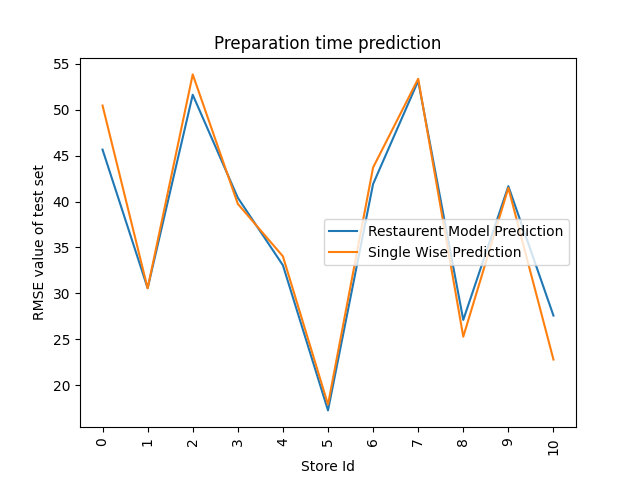 Preparation time prediction
55
50
45
40
35
30
25
20
RMSE value of test set
Restaurent Model Prediction
Single Wise Prediction
0 1 2 3 4 5 6 7 8 9 10
Store Id